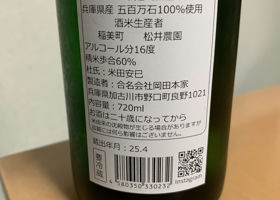 兵庫県産 五百万石100%使用
酒米生産者
稲美町 松井農園
アルコール分16度
精米歩合60%
杜氏：米田安巳
製造者：合名会社岡田本家
兵庫県加古川市野口町良野1021
内容量：720ml
お酒は二十歳になってから
蔵出年月：25.4
要冷蔵
4 580350 330232
Instagram